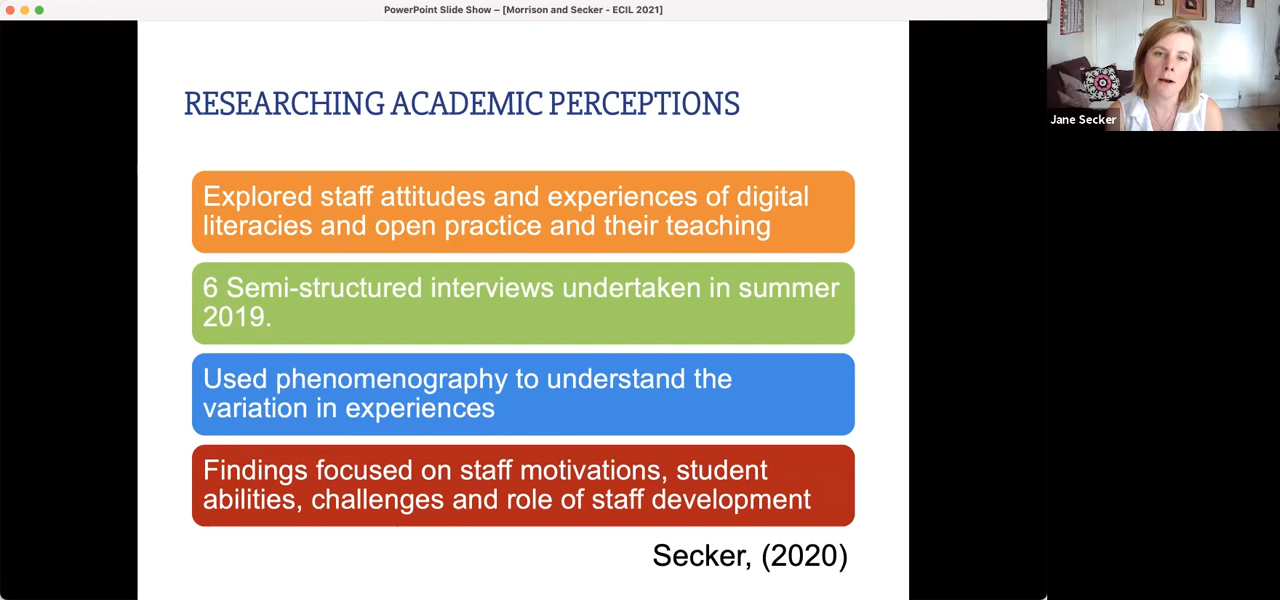 PowerPoint Slide Show – [Morrison and Secker - ECIL 2021]
RESEARCHING ACADEMIC PERCEPTIONS
Explored staff attitudes and experiences of digital
literacies and open practice and their teaching
6 Semi-structured interviews undertaken in summer
2019.
Used phenomenography to understand the
variation in experiences
Findings focused on staff motivations, student
abilities, challenges and role of staff development
Secker, (2020)
Jane Secker